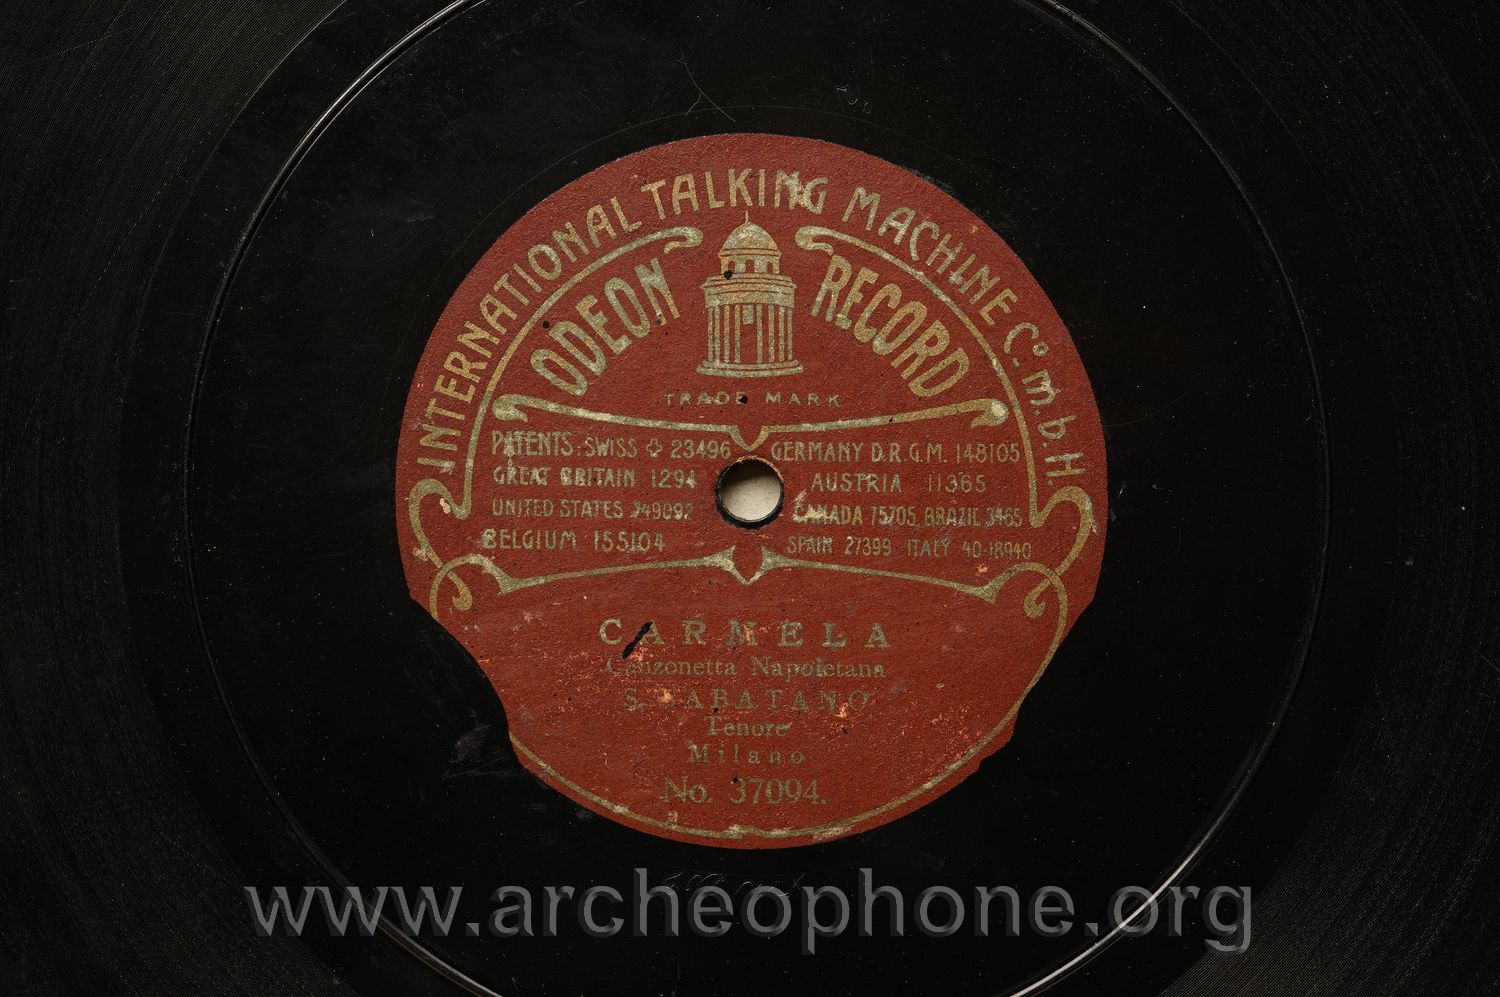 INTERNATIONAL TALKING MACHINE Co. m. b. H.
ODEON RECORD
TRADE MARK
PATENTS: SWISS 23496
GREAT BRITAIN 1294
UNITED STATES 749092
BELGIUM 155104
GERMANY D.R.G.M. 148105
AUSTRIA 11365
CANADA 75705, BRAZIL 3465
SPAIN 27399 ITALY 40-18940
CARMELA
Canzonetta Napoletana
S.
Tenore
Milano
No. 37094.
www.archeophone.org